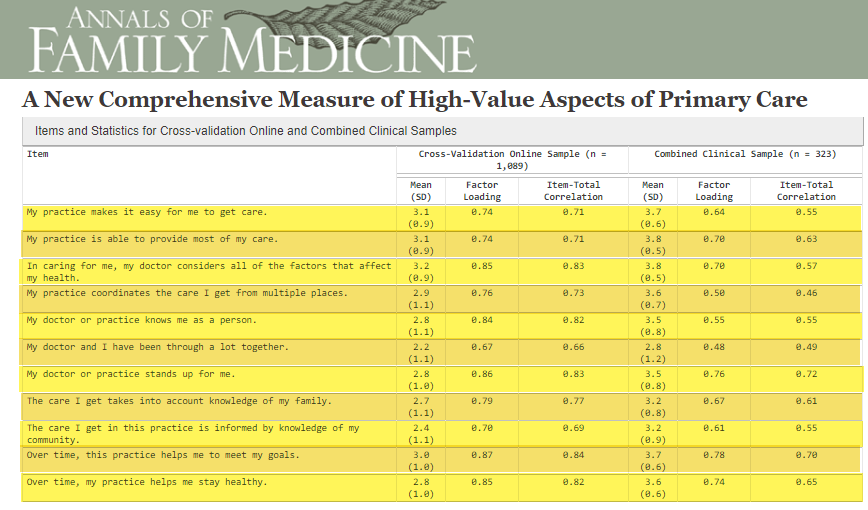 ANNALS OF
FAMILY MEDICINE
A New Comprehensive Measure of High-Value Aspects of Primary Care
Items and Statistics for Cross-validation Online and Combined Clinical Samples
Item Cross-Validation Online Sample (n = 1,089) Combined Clinical Sample (n = 323)
Mean (SD) Factor Loading Item-Total Correlation Mean (SD) Factor Loading Item-Total Correlation
My practice makes it easy for me to get care. 3.1 (0.9) 0.74 0.71 3.7 (0.6) 0.64 0.55
My practice is able to provide most of my care. 3.1 (0.9) 0.74 0.71 3.8 (0.5) 0.70 0.63
In caring for me, my doctor considers all of the factors that affect my health. 3.2 (0.9) 0.85 0.83 3.8 (0.5) 0.70 0.57
My practice coordinates the care I get from multiple places. 2.9 (1.1) 0.76 0.73 3.6 (0.7) 0.50 0.46
My doctor or practice knows me as a person. 2.8 (1.1) 0.84 0.82 3.5 (0.8) 0.55 0.55
My doctor and I have been through a lot together. 2.2 (1.1) 0.67 0.66 2.8 (1.2) 0.48 0.49
My doctor or practice stands up for me. 2.8 (1.0) 0.86 0.83 3.5 (0.8) 0.76 0.72
The care I get takes into account knowledge of my family. 2.7 (1.1) 0.79 0.77 3.2 (0.8) 0.67 0.61
The care I get in this practice is informed by knowledge of my community. 2.4 (1.1) 0.70 0.69 3.2 (0.9) 0.61 0.55
Over time, this practice helps me to meet my goals. 3.0 (1.0) 0.87 0.84 3.7 (0.6) 0.78 0.70
Over time, my practice helps me stay healthy. 2.8 (1.0) 0.85 0.82 3.6 (0.6) 0.74 0.65